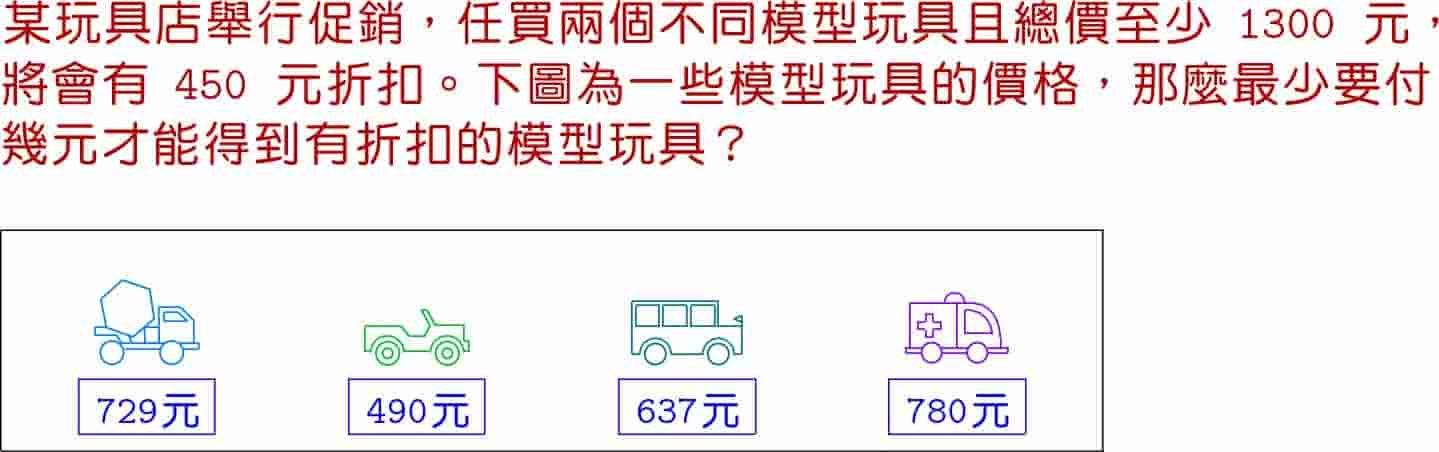 某玩具店舉行促銷，任買兩個不同模型玩具且總價至少 1300 元，
將會有 450 元折扣。下圖為一些模型玩具的價格，那麼最少要付
幾元才能得到有折扣的模型玩具？
729元 490元 637元 780元